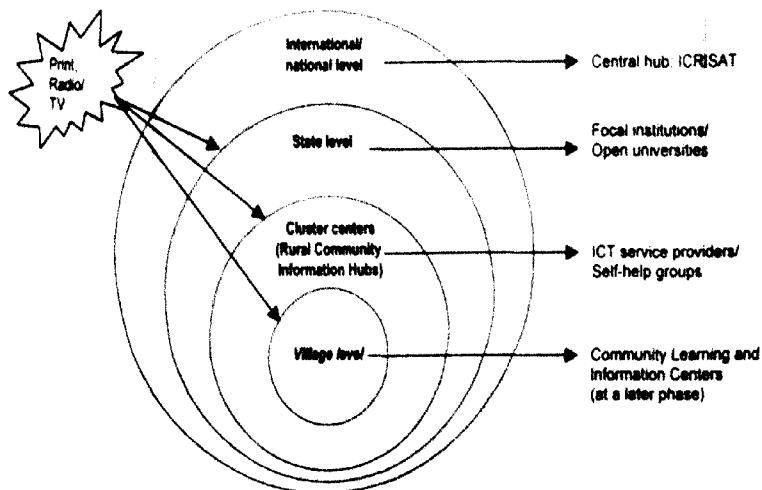 Print,
Radio/
TV
International/
national level
Central hub: ICRISAT
State level
Focal institutions/
Open universities
Cluster centers
(Rural Community
Information Hubs)
ICT service providers/
Self-help groups
Village level
Community Learning and
Information Centers
(at a later phase)